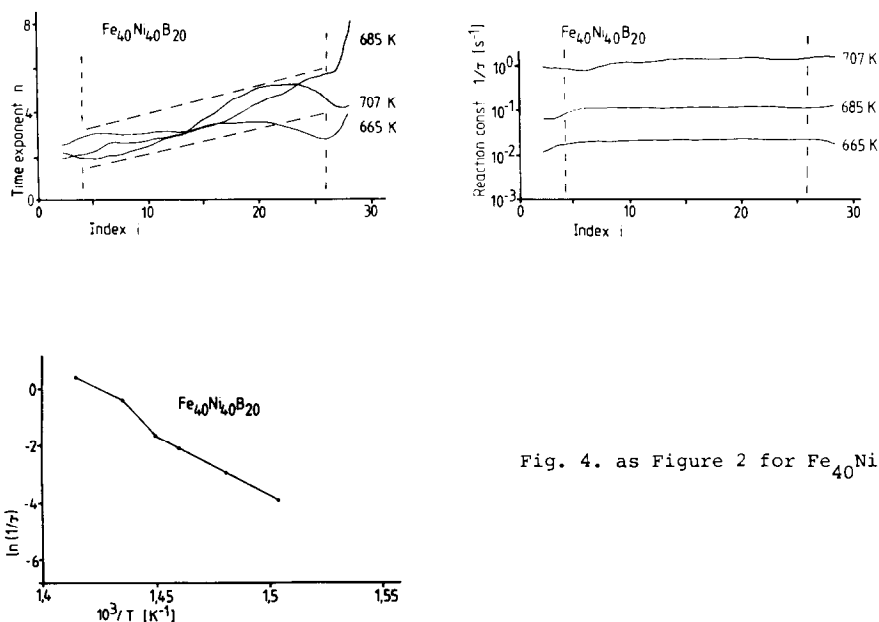 Fe40Ni40B20
685 K
707 K
665 K
Time exponent n
8
4
0
0 10 20 30
Index i
Fe40Ni40B20
707 K
685 K
665 K
Reaction const 1/τ [s-1]
10^0
10^-1
10^-2
10^-3
0 10 20 30
Index i
Fe40Ni40B20
ln (1/τ)
0
-2
-4
-6
1,4 1,45 1,5 1,55
10^3/T [K-1]
Fig. 4. as Figure 2 for Fe40Ni